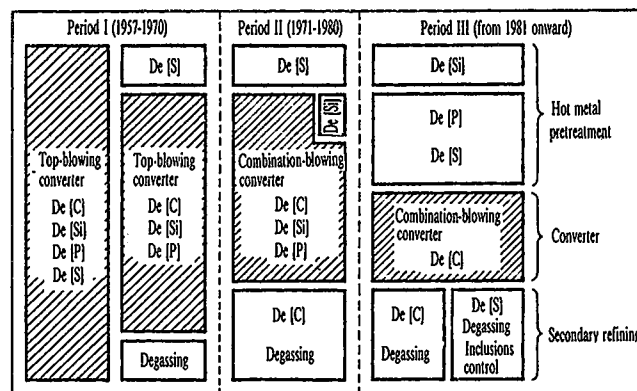 Period I (1957-1970)
Period II (1971-1980)
Period III (from 1981 onward)
Top-blowing
converter
De [C]
De [Si]
De [P]
De [S]
De [S]
Top-blowing
converter
De [C]
De [Si]
De [P]
Degassing
De [S]
De [Si]
Combination-blowing
converter
De [C]
De [Si]
De [P]
De [C]
Degassing
De [Si]
De [P]
De [S]
Combination-blowing
converter
De [C]
De [C]
Degassing
De [S]
Degassing
Inclusions
control
Hot metal
pretreatment
Converter
Secondary refining